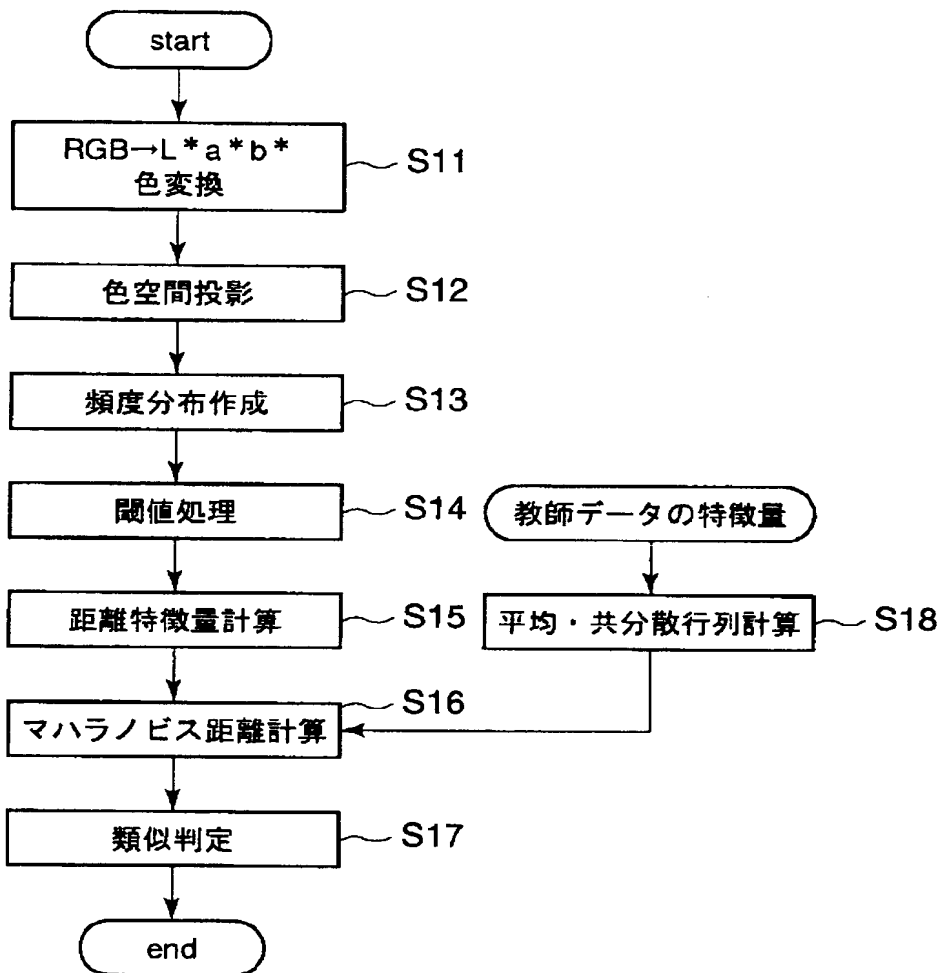 start
RGB→L*a*b*
色変換
S11
色空間投影
S12
頻度分布作成
S13
閾値処理
S14
教師データの特徴量
距離特徴量計算
S15
平均・共分散行列計算
S18
S16
マハラノビス距離計算
類似判定
S17
end